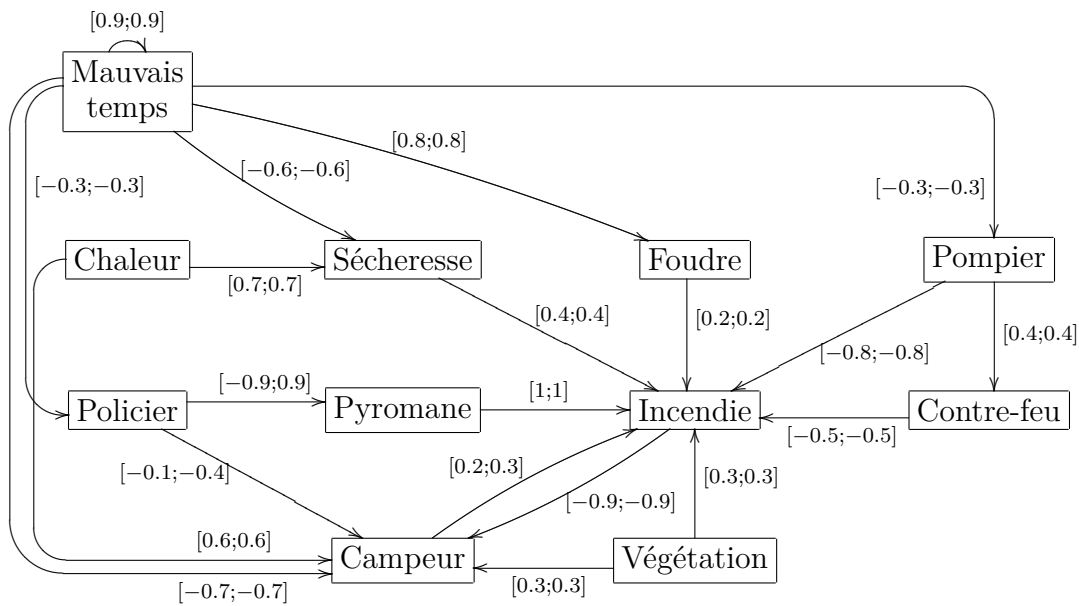 [0.9;0.9]
Mauvais
temps
[0.8;0.8]
[−0.6;−0.6]
[−0.3;−0.3]
[−0.3;−0.3]
Chaleur
Sécheresse
Foudre
Pompier
[0.7;0.7]
[0.4;0.4]
[0.2;0.2]
[0.4;0.4]
[−0.8;−0.8]
[−0.9;0.9]
[1;1]
Policier
Pyromane
Incendie
Contre-feu
[−0.5;−0.5]
[−0.1;−0.4]
[0.2;0.3]
[0.3;0.3]
[−0.9;−0.9]
[0.6;0.6]
Campeur
Végétation
[−0.7;−0.7]
[0.3;0.3]